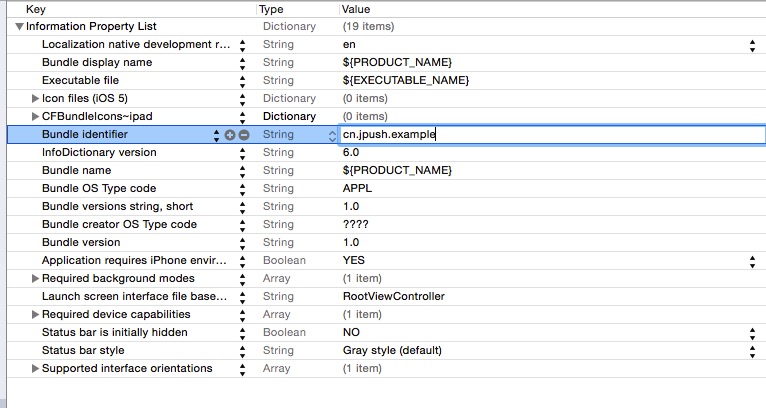 Key Type Value
Information Property List Dictionary (19 items)
Localization native development r... String en
Bundle display name String ${PRODUCT_NAME}
Executable file String ${EXECUTABLE_NAME}
Icon files (iOS 5) Dictionary (0 items)
CFBundleIcons~ipad Dictionary (0 items)
Bundle identifier String cn.jpush.example
InfoDictionary version String 6.0
Bundle name String ${PRODUCT_NAME}
Bundle OS Type code String APPL
Bundle versions string, short String 1.0
Bundle creator OS Type code String ????
Bundle version String 1.0
Application requires iPhone envir... Boolean YES
Required background modes Array (1 item)
Launch screen interface file base... String RootViewController
Required device capabilities Array (1 item)
Status bar is initially hidden Boolean NO
Status bar style String Gray style (default)
Supported interface orientations Array (1 item)